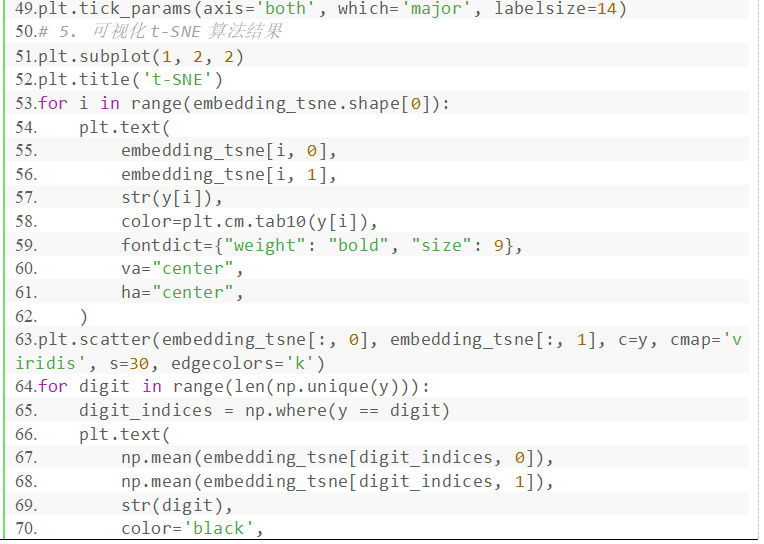 49.plt.tick_params(axis='both', which='major', labelsize=14)
50.# 5. 可视化 t-SNE 算法结果
51.plt.subplot(1, 2, 2)
52.plt.title('t-SNE')
53.for i in range(embedding_tsne.shape[0]):
54.    plt.text(
55.        embedding_tsne[i, 0],
56.        embedding_tsne[i, 1],
57.        str(y[i]),
58.        color=plt.cm.tab10(y[i]),
59.        fontdict={"weight": "bold", "size": 9},
60.        va="center",
61.        ha="center",
62.    )
63.plt.scatter(embedding_tsne[:, 0], embedding_tsne[:, 1], c=y, cmap='v
iridis', s=30, edgecolors='k')
64.for digit in range(len(np.unique(y))):
65.    digit_indices = np.where(y == digit)
66.    plt.text(
67.        np.mean(embedding_tsne[digit_indices, 0]),
68.        np.mean(embedding_tsne[digit_indices, 1]),
69.        str(digit),
70.        color='black',